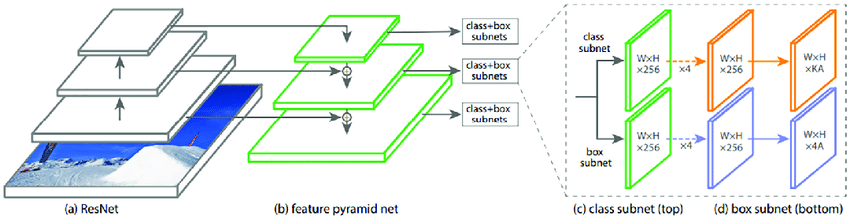 class+box
subnets
class+box
subnets
class+box
subnets
class
subnet
box
subnet
W×H
×256
×4
W×H
×256
W×H
×KA
W×H
×256
×4
W×H
×256
W×H
×4A
(a) ResNet
(b) feature pyramid net
(c) class subnet (top)
(d) box subnet (bottom)